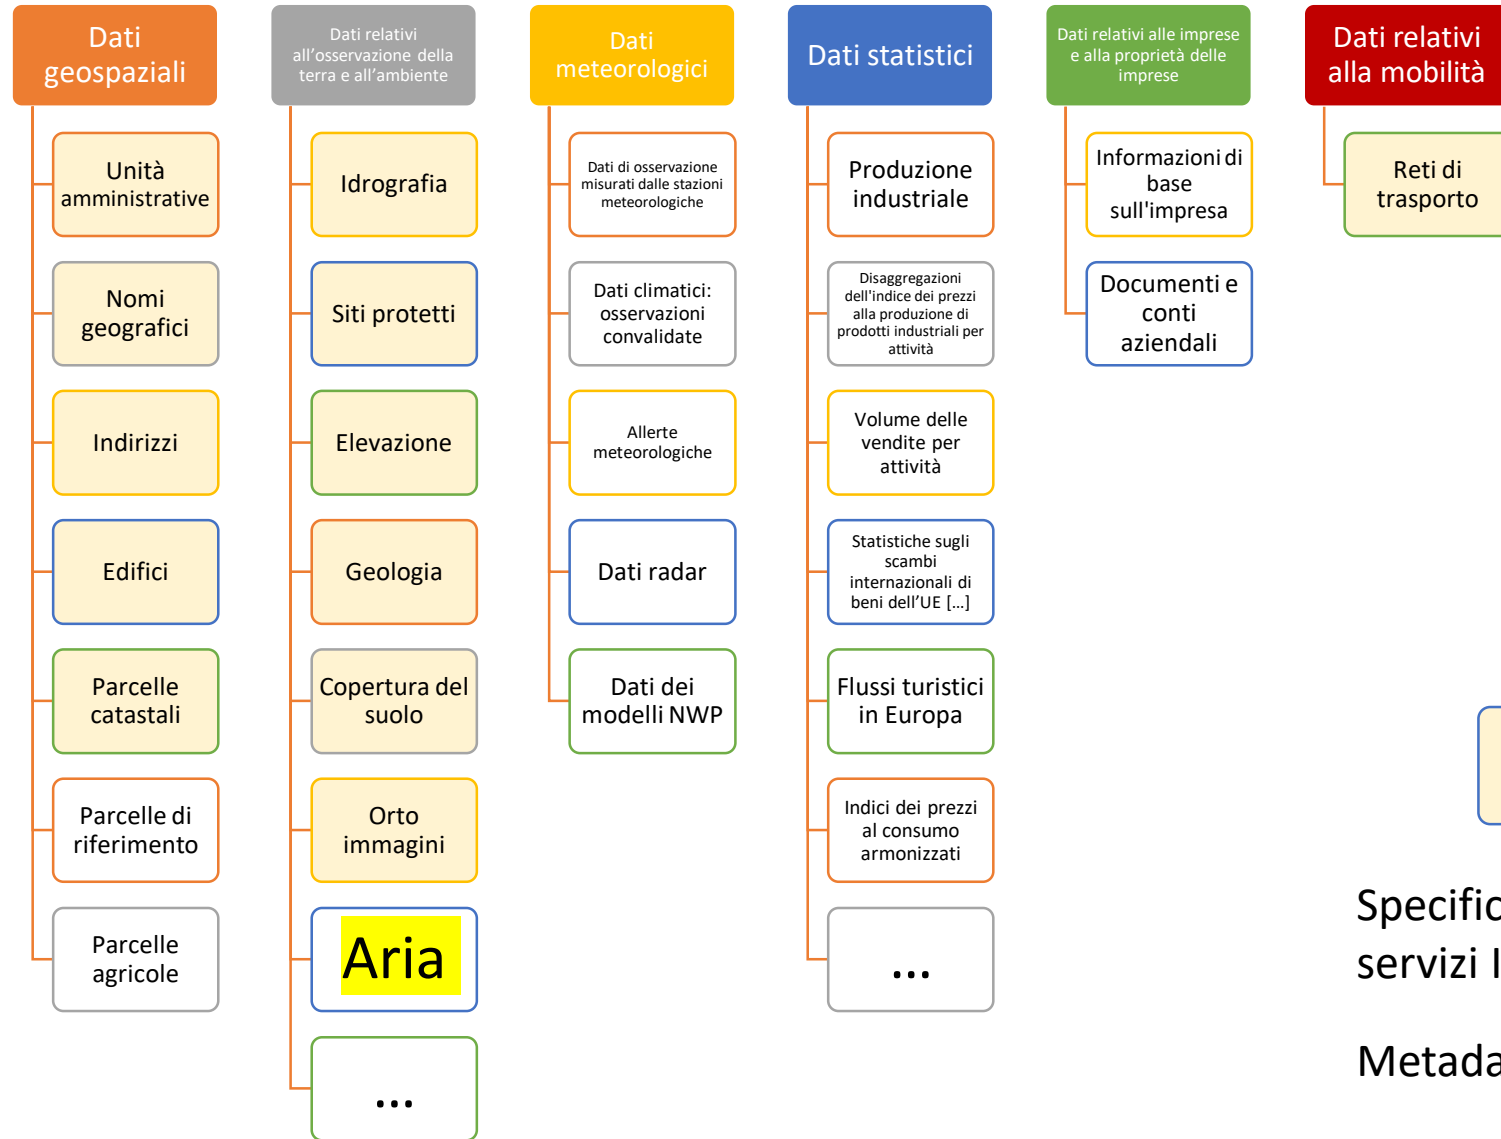 Dati
geospaziali
Unità
amministrative
Nomi
geografici
Indirizzi
Edifici
Parcelle
catastali
Parcelle di
riferimento
Parcelle
agricole
Dati relativi
all'osservazione della
terra e all'ambiente
Idrografia
Siti protetti
Elevazione
Geologia
Copertura del
suolo
Orto
immagini
Aria
...
Dati
meteorologici
Dati di osservazione
misurati dalle stazioni
meteorologiche
Dati climatici:
osservazioni
convalidate
Allerte
meteorologiche
Dati radar
Dati dei
modelli NWP
Dati statistici
Produzione
industriale
Disaggregazioni
dell'indice dei prezzi
alla produzione di
prodotti industriali per
attività
Volume delle
vendite per
attività
Statistiche sugli
scambi
internazionali di
beni dell'UE [...]
Flussi turistici
in Europa
Indici dei prezzi
al consumo
armonizzati
...
Dati relativi alle imprese
e alla proprietà delle
imprese
Informazioni di
base
sull'impresa
Documenti e
conti
aziendali
Dati relativi
alla mobilità
Reti di
trasporto
Specific
servizi I
Metada